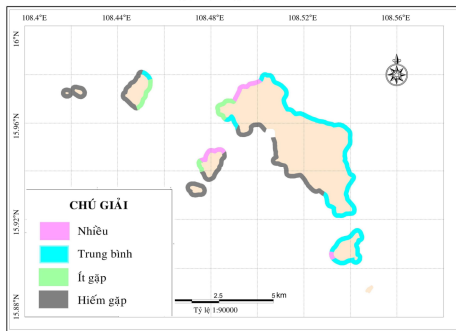 108.4° E 108.44° E 108.48° E 108.52° E 108.56° E
16° N
15.96° N
15.92° N
15.88° N
CHÚ GIẢI
Nhiều
Trung bình
Ít gặp
Hiếm gặp
2.5 5 km
Tỷ lệ 1:90000